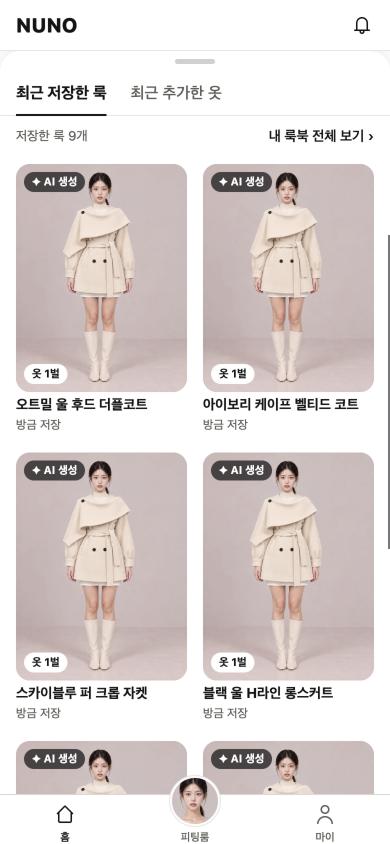 NUNO
최근 저장한 룩 최근 추가한 옷
저장한 룩 9개 내 룩북 전체 보기 ›
AI 생성 AI 생성
옷 1벌 옷 1벌
오트밀 울 후드 더플코트 아이보리 케이프 벨티드 코트
방금 저장 방금 저장
AI 생성 AI 생성
옷 1벌 옷 1벌
스카이블루 퍼 크롭 자켓 블랙 울 H라인 롱스커트
방금 저장 방금 저장
AI 생성 AI 생성
홈 피팅룸 마이